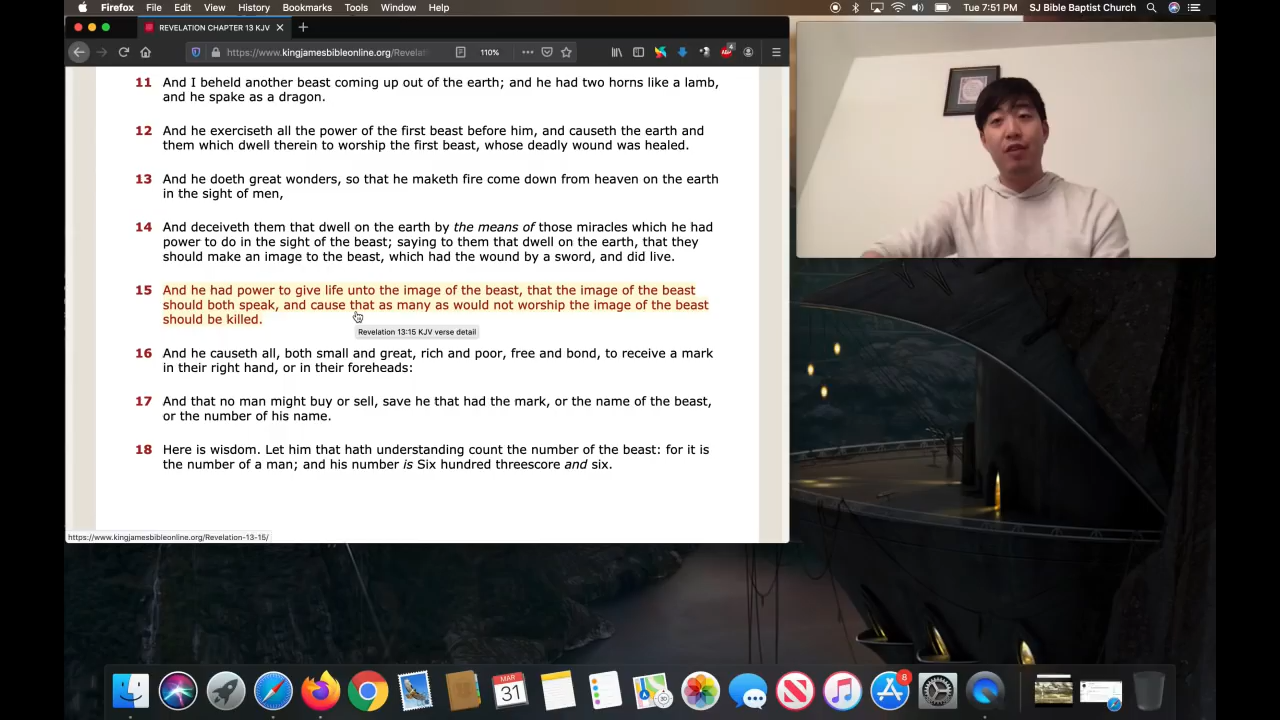 Firefox File Edit View History Bookmarks Tools Window Help
Tue 7:51 PM SJ Bible Baptist Church
REVELATION CHAPTER 13 KJV
https://www.kingjamesbibleonline.org/Revelat
110%
4
11 And I beheld another beast coming up out of the earth; and he had two horns like a lamb,
and he spake as a dragon.
12 And he exerciseth all the power of the first beast before him, and causeth the earth and
them which dwell therein to worship the first beast, whose deadly wound was healed.
13 And he doeth great wonders, so that he maketh fire come down from heaven on the earth
in the sight of men,
14 And deceiveth them that dwell on the earth by the means of those miracles which he had
power to do in the sight of the beast; saying to them that dwell on the earth, that they
should make an image to the beast, which had the wound by a sword, and did live.
15 And he had power to give life unto the image of the beast, that the image of the beast
should both speak, and cause that as many as would not worship the image of the beast
should be killed.
Revelation 13:15 KJV verse detail
16 And he causeth all, both small and great, rich and poor, free and bond, to receive a mark
in their right hand, or in their foreheads:
17 And that no man might buy or sell, save he that had the mark, or the name of the beast,
or the number of his name.
18 Here is wisdom. Let him that hath understanding count the number of the beast: for it is
the number of a man; and his number is Six hundred threescore and six.
https://www.kingjamesbibleonline.org/Revelation-13-15/
MAR
31
8